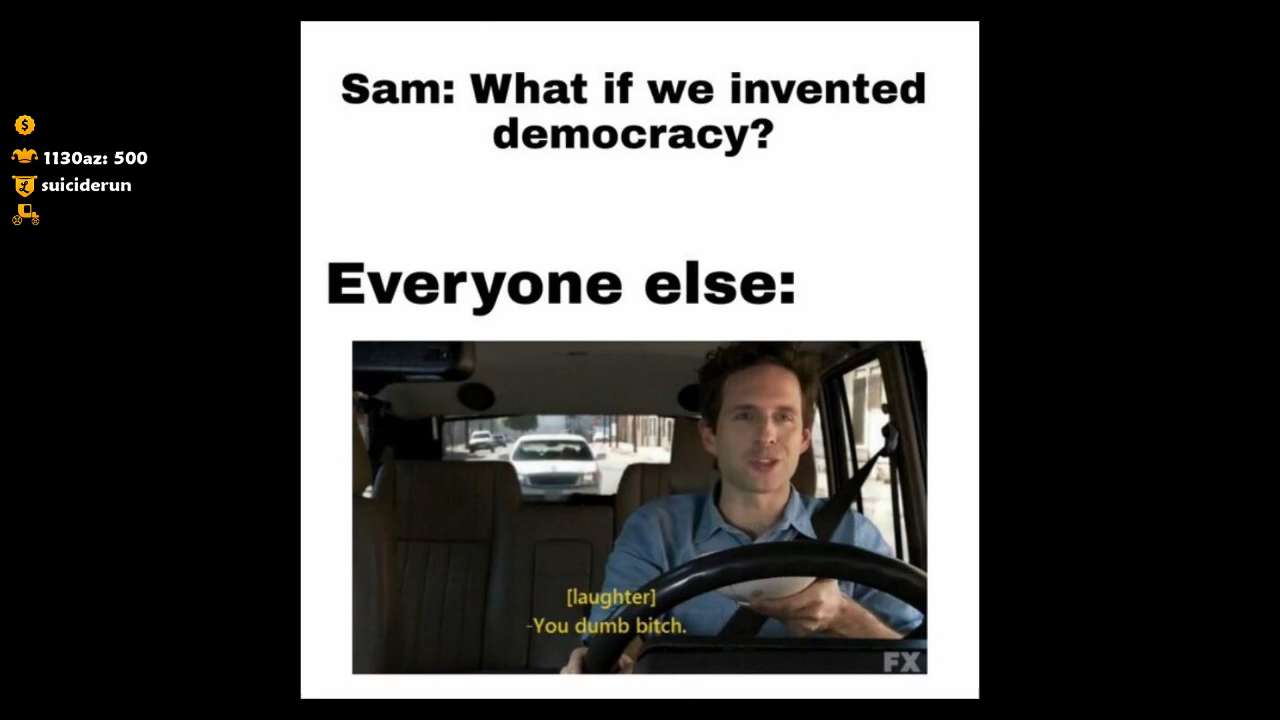 Sam: What if we invented
democracy?
1130az: 500
suiciderun
Everyone else:
[laughter]
-You dumb bitch.
FX